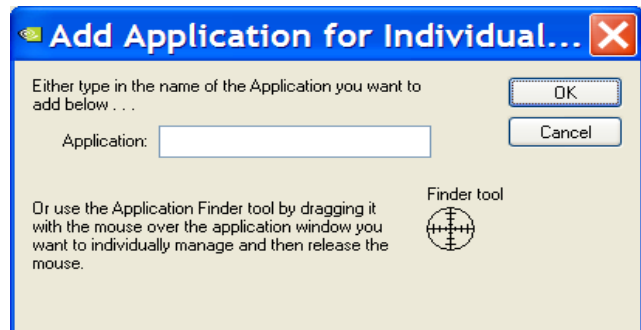 Add Application for Individual...
Either type in the name of the Application you want to
add below . . .
OK
Application:
Cancel
Finder tool
Or use the Application Finder tool by dragging it
with the mouse over the application window you
want to individually manage and then release the
mouse.